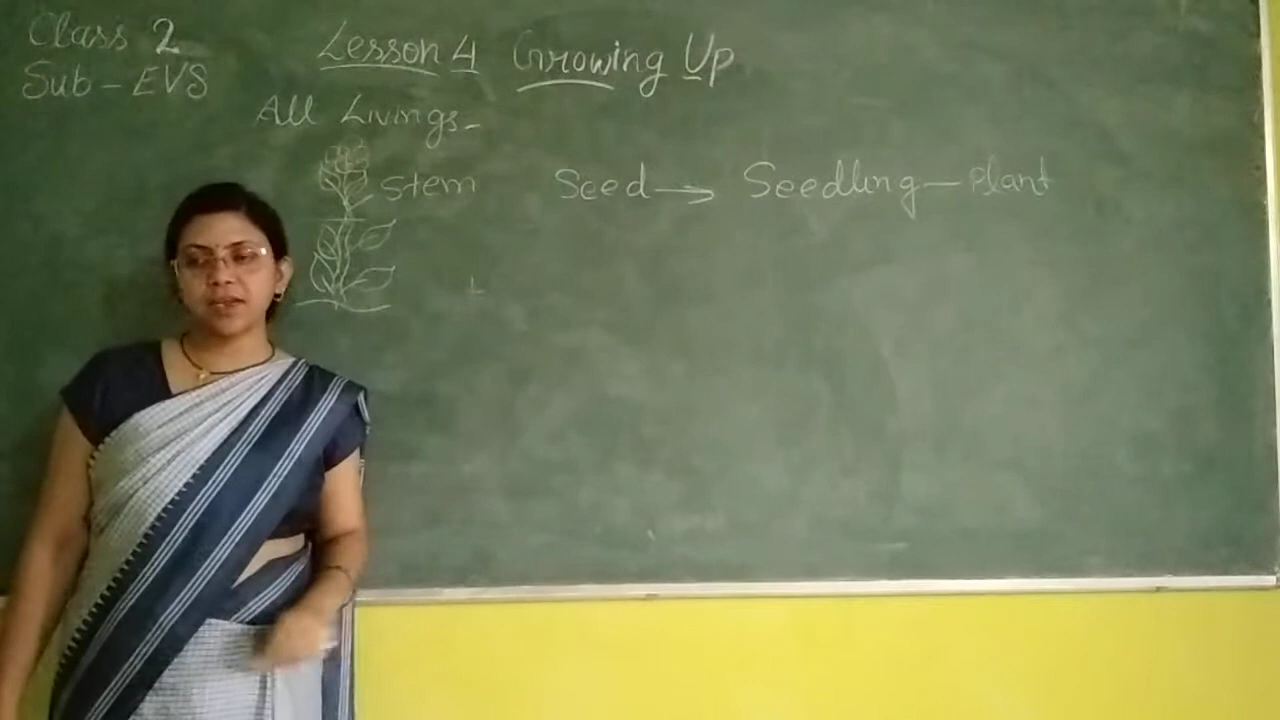 Class 2
Sub - EVS
Lesson 4 Growing Up
All Livings -
Stem
Seed → Seedling — Plant